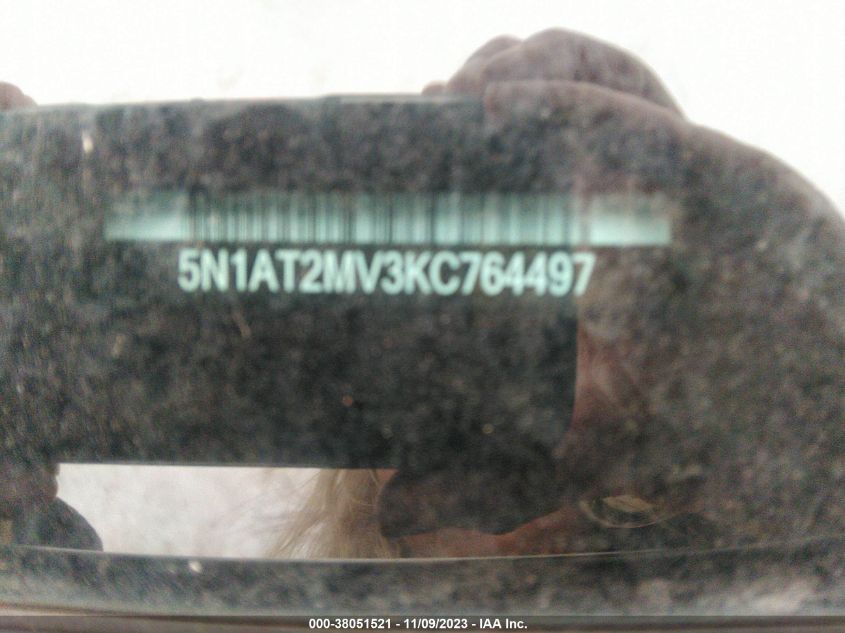 5N1AT2MV3KC764497
000-38051521 - 11/09/2023 - IAA Inc.